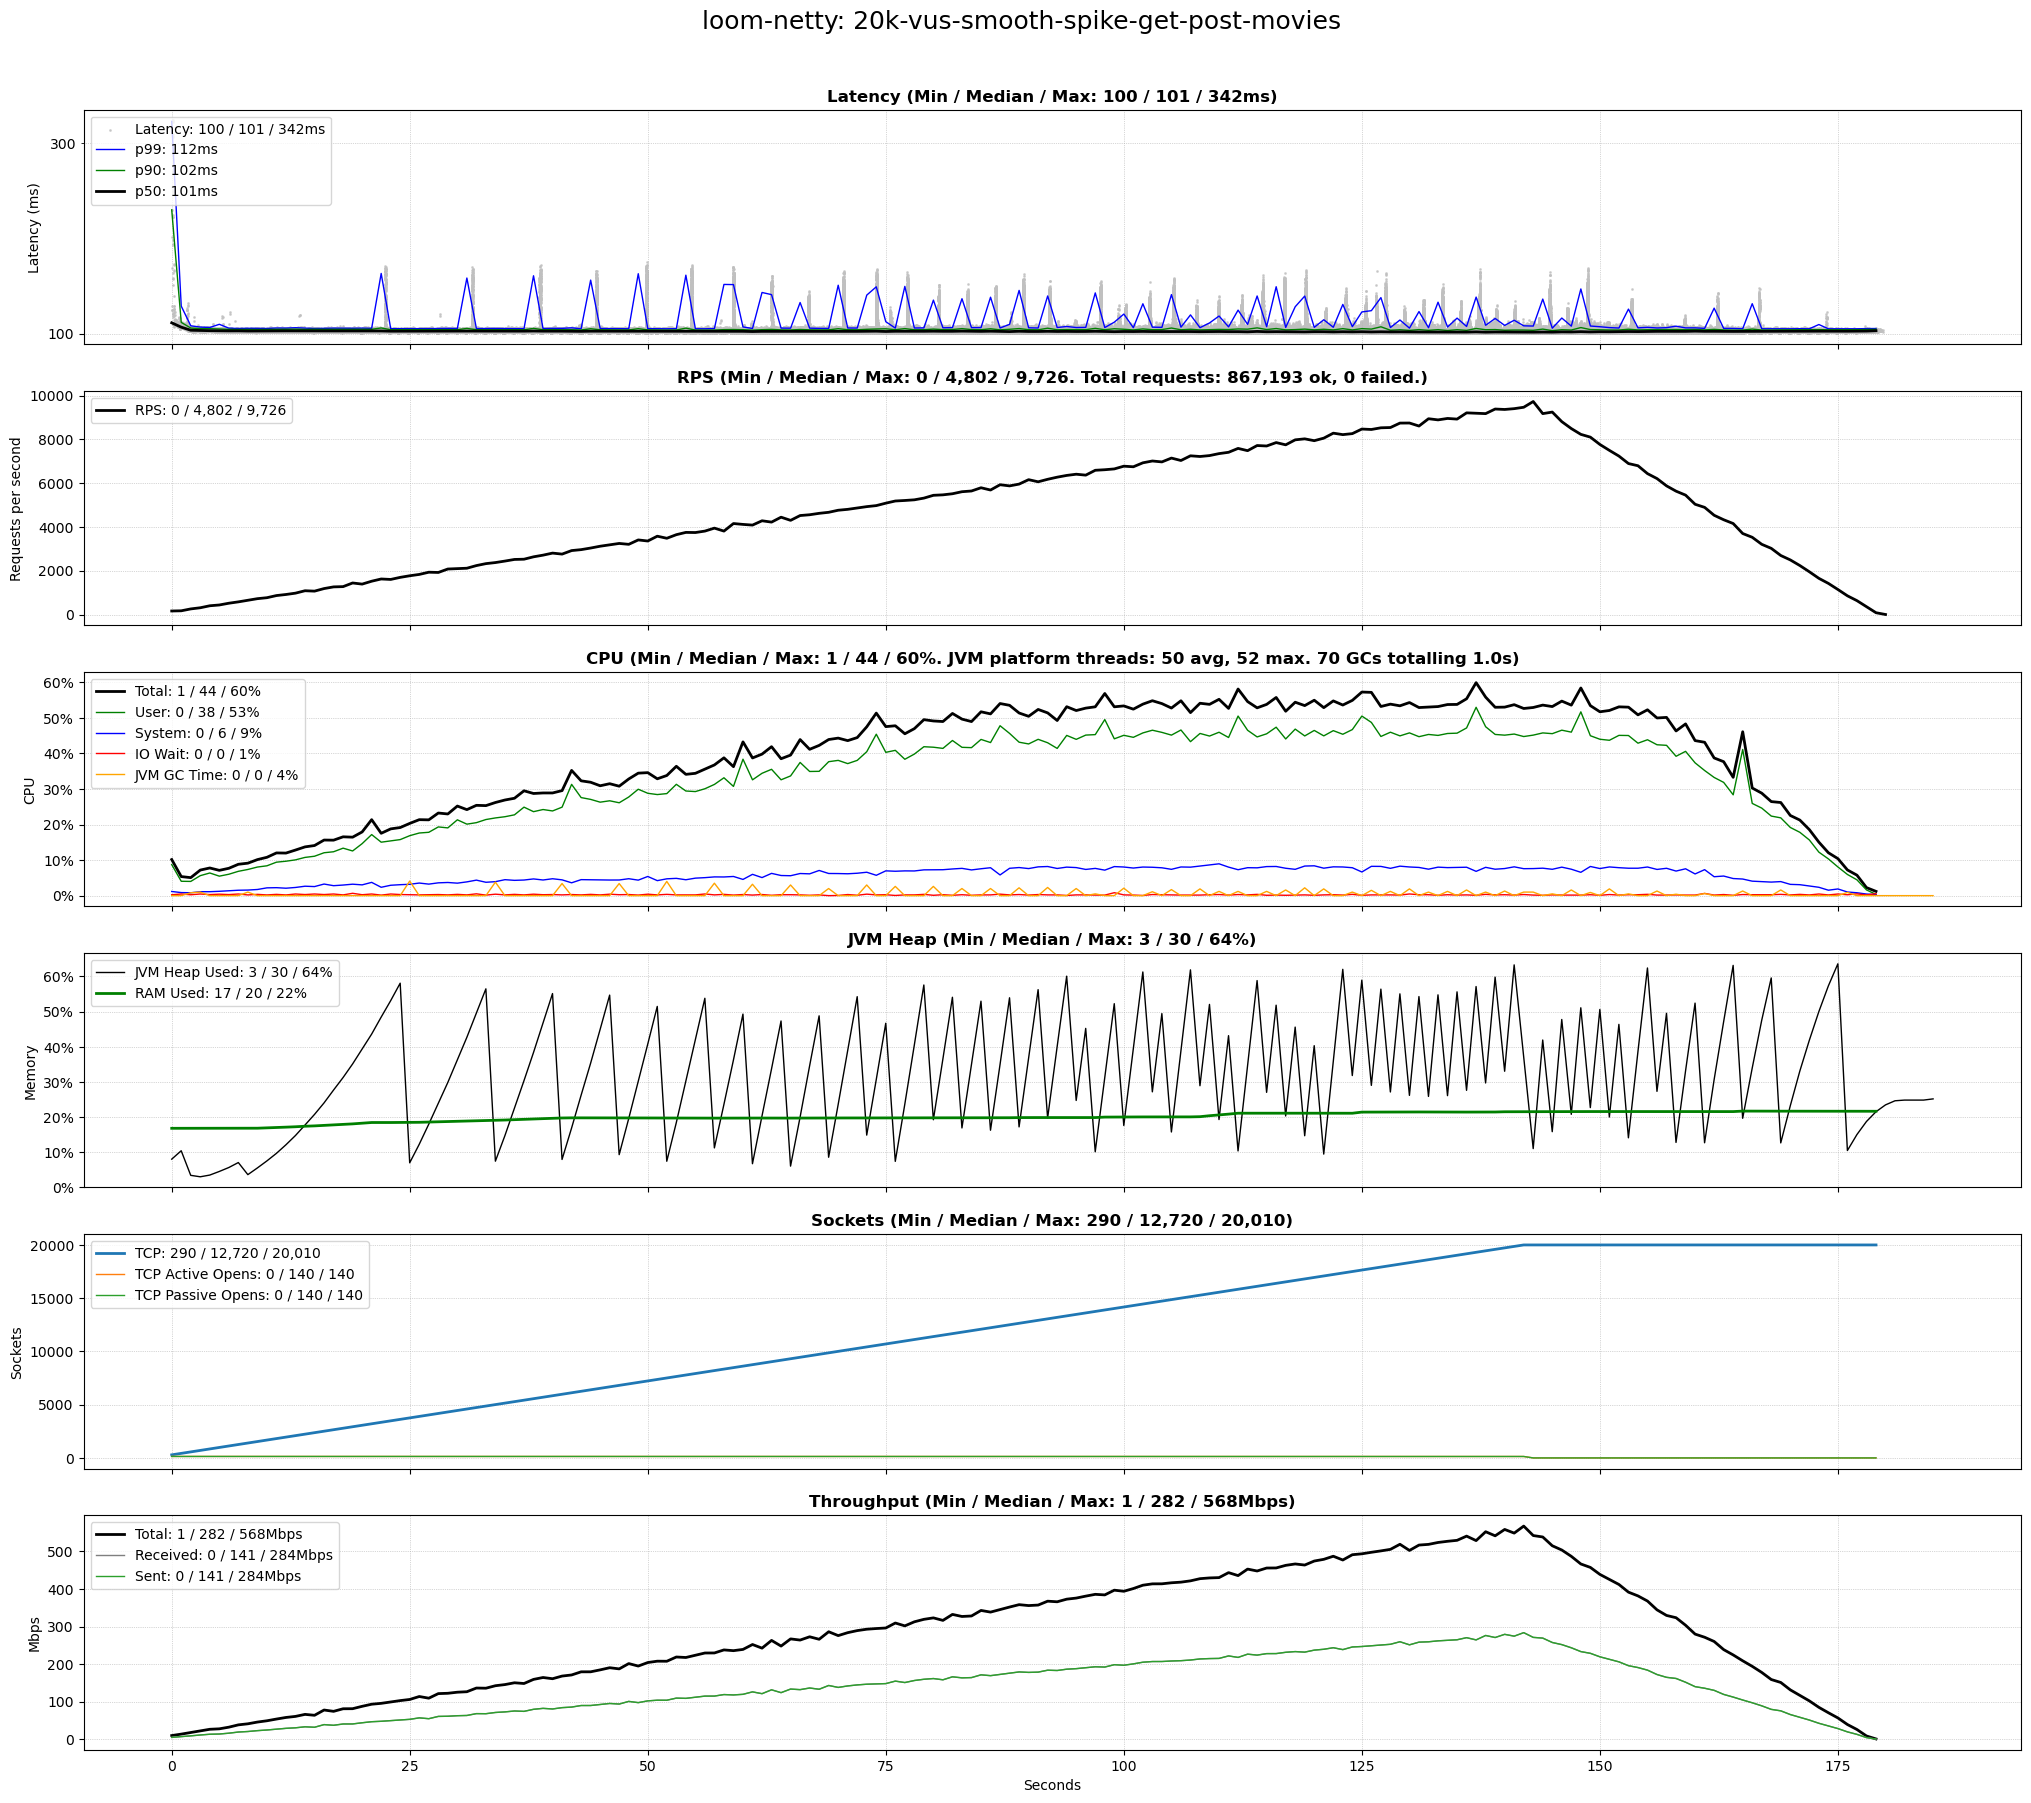 loom-netty: 20k-vus-smooth-spike-get-post-movies
Latency (Min / Median / Max: 100 / 101 / 342ms)
Latency: 100 / 101 / 342ms
p99: 112ms
p90: 102ms
p50: 101ms
300
100
Latency (ms)
RPS (Min / Median / Max: 0 / 4,802 / 9,726. Total requests: 867,193 ok, 0 failed.)
RPS: 0 / 4,802 / 9,726
10000
8000
6000
4000
2000
0
Requests per second
CPU (Min / Median / Max: 1 / 44 / 60%. JVM platform threads: 50 avg, 52 max. 70 GCs totalling 1.0s)
Total: 1 / 44 / 60%
User: 0 / 38 / 53%
System: 0 / 6 / 9%
IO Wait: 0 / 0 / 1%
JVM GC Time: 0 / 0 / 4%
60%
50%
40%
30%
20%
10%
0%
CPU
JVM Heap (Min / Median / Max: 3 / 30 / 64%)
JVM Heap Used: 3 / 30 / 64%
RAM Used: 17 / 20 / 22%
60%
50%
40%
30%
20%
10%
0%
Memory
Sockets (Min / Median / Max: 290 / 12,720 / 20,010)
TCP: 290 / 12,720 / 20,010
TCP Active Opens: 0 / 140 / 140
TCP Passive Opens: 0 / 140 / 140
20000
15000
10000
5000
0
Sockets
Throughput (Min / Median / Max: 1 / 282 / 568Mbps)
Total: 1 / 282 / 568Mbps
Received: 0 / 141 / 284Mbps
Sent: 0 / 141 / 284Mbps
500
400
300
200
100
0
Mbps
0 25 50 75 100 125 150 175
Seconds